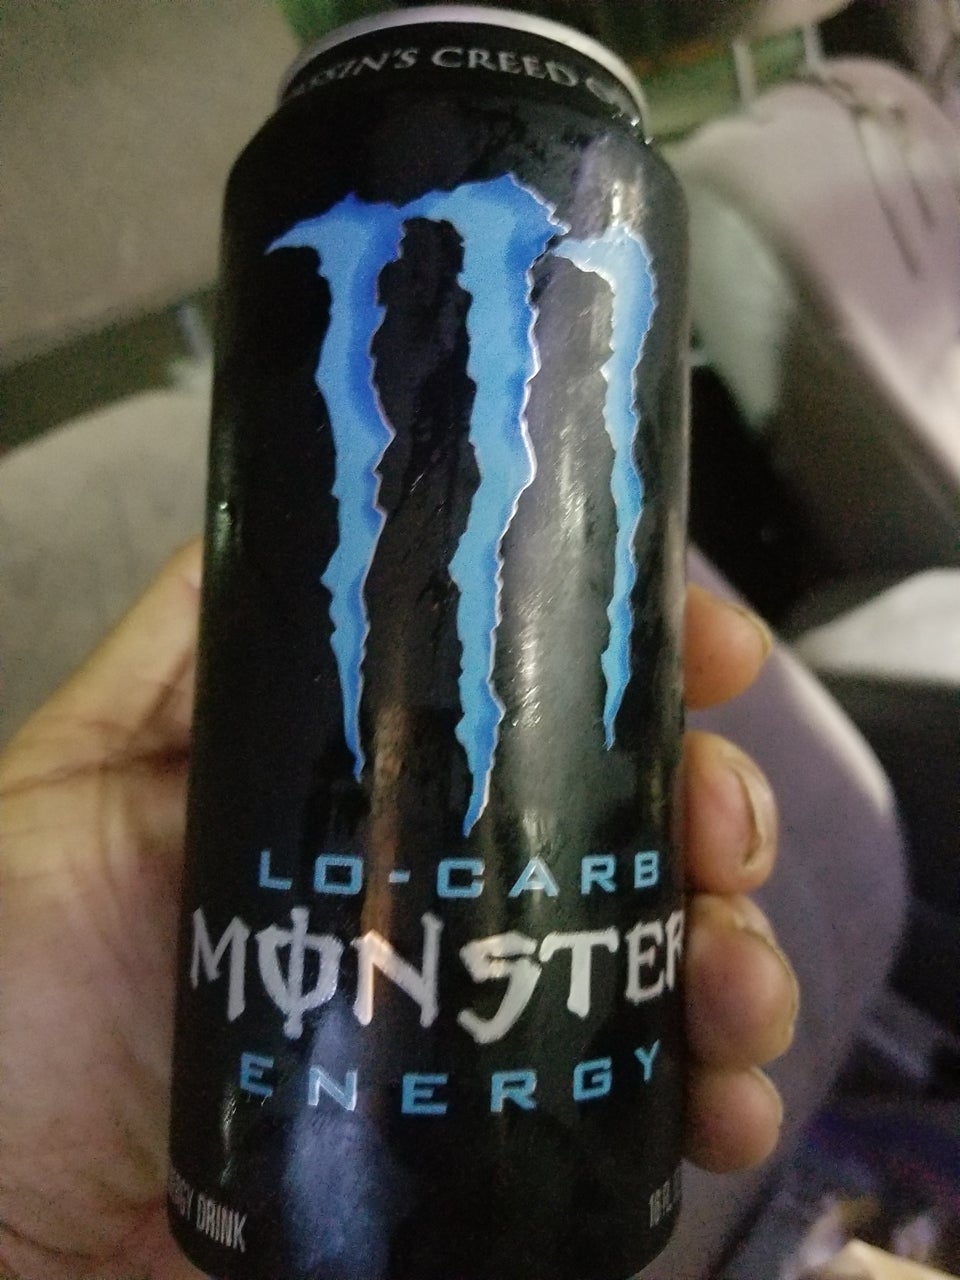 CREED
LO-CARB
MONSTER
ENERGY
DRINK